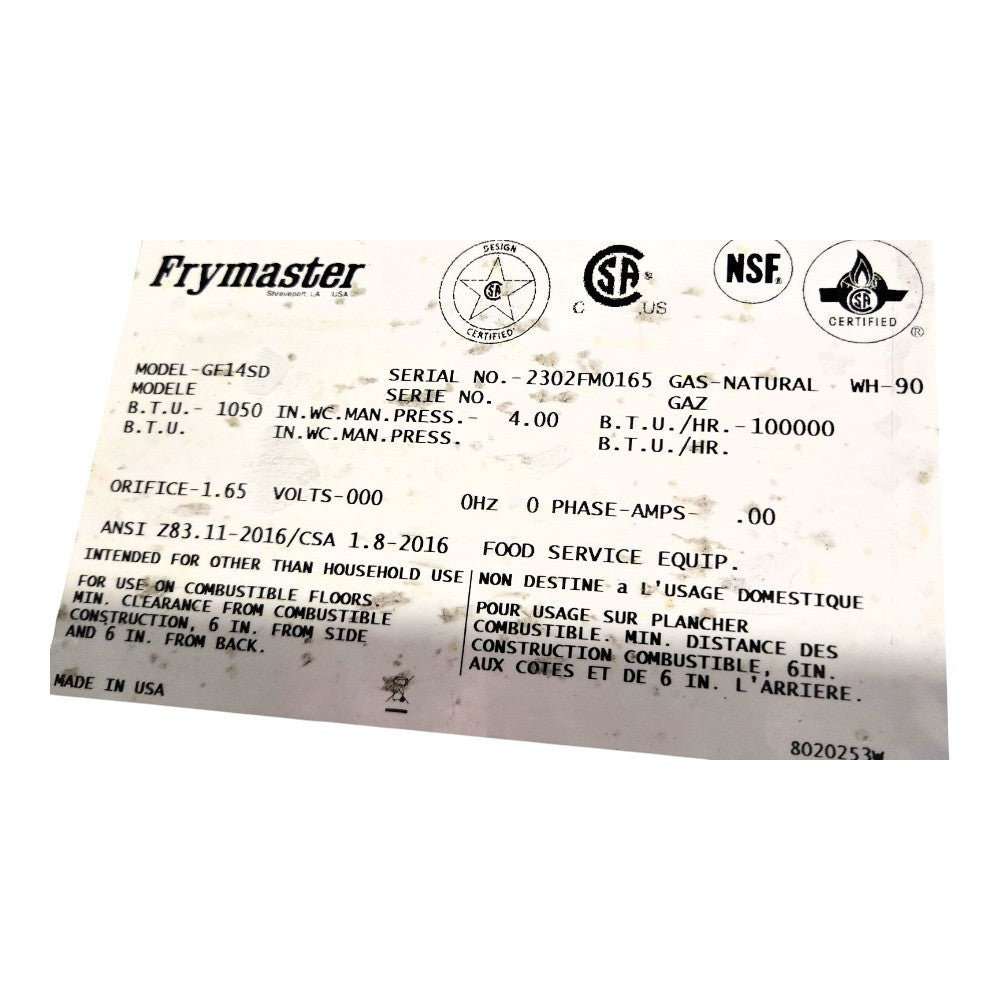 Frymaster
Shreveport, LA USA
DESIGN
SA
CERTIFIED
SA
C US
NSF®
SA
CERTIFIED
®
MODEL-GF14SD SERIAL NO.-2302FM0165 GAS-NATURAL WH-90
MODELE SERIE NO. GAZ
B.T.U.- 1050 IN.WC.MAN.PRESS.- 4.00 B.T.U./HR.-100000
B.T.U. IN.WC.MAN.PRESS. B.T.U./HR.
ORIFICE-1.65 VOLTS-000 0HZ 0 PHASE-AMPS- .00
ANSI Z83.11-2016/CSA 1.8-2016 FOOD SERVICE EQUIP.
INTENDED FOR OTHER THAN HOUSEHOLD USE
FOR USE ON COMBUSTIBLE FLOORS.
MIN. CLEARANCE FROM COMBUSTIBLE
CONSTRUCTION, 6 IN. FROM SIDE
AND 6 IN. FROM BACK.
NON DESTINE a L'USAGE DOMESTIQUE
POUR USAGE SUR PLANCHER
COMBUSTIBLE. MIN. DISTANCE DES
CONSTRUCTION COMBUSTIBLE, 6IN.
AUX COTES ET DE 6 IN. L'ARRIERE.
MADE IN USA
8020253W